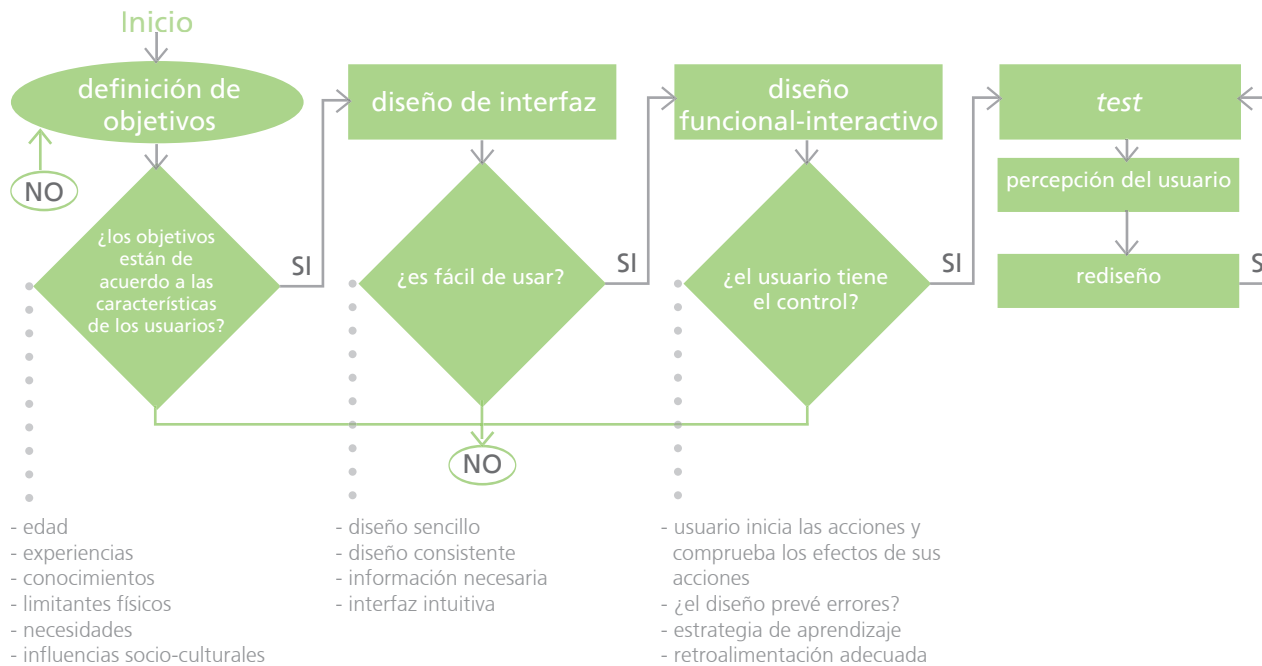 Inicio
definición de
objetivos
NO
¿los objetivos
están de
acuerdo a las
características
de los usuarios?
SI
- edad
- experiencias
- conocimientos
- limitantes físicos
- necesidades
- influencias socio-culturales
diseño de interfaz
¿es fácil de usar?
SI
NO
- diseño sencillo
- diseño consistente
- información necesaria
- interfaz intuitiva
diseño
funcional-interactivo
¿el usuario tiene
el control?
SI
- usuario inicia las acciones y
comprueba los efectos de sus
acciones
- ¿el diseño prevé errores?
- estrategia de aprendizaje
- retroalimentación adecuada
test
percepción del usuario
rediseño